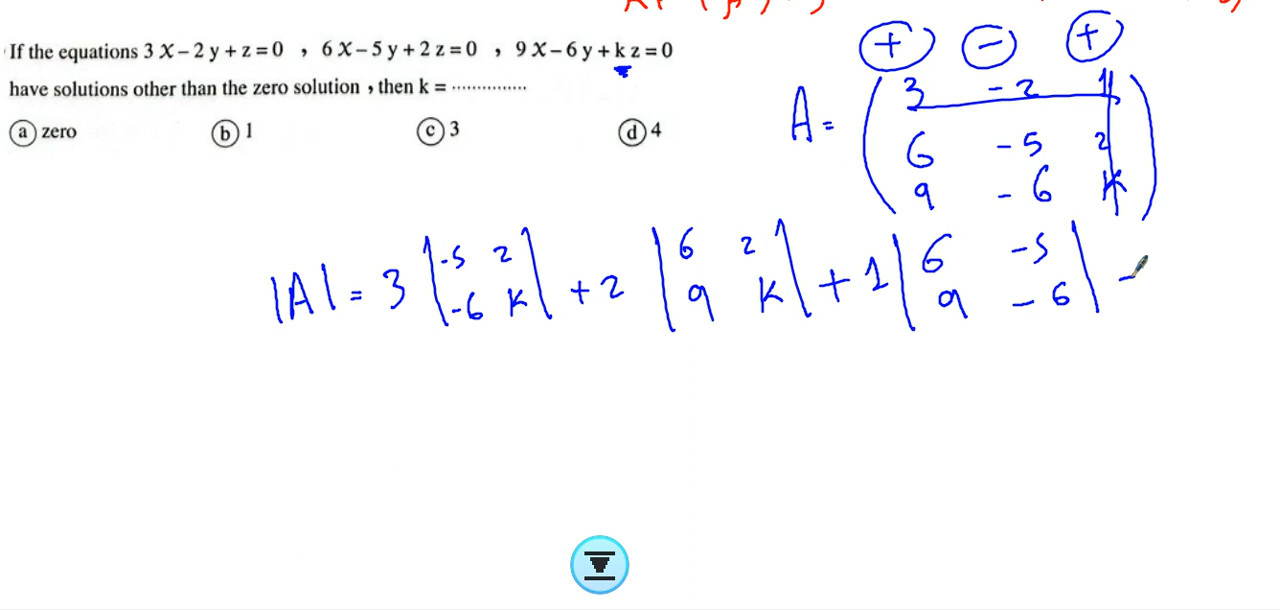 If the equations 3 X – 2 y + z = 0 , 6 X – 5 y + 2 z = 0 , 9 X – 6 y + k z = 0
have solutions other than the zero solution , then k = ...............
(a) zero (b) 1 (c) 3 (d) 4
+ − +
A = ( 3 -2 1
6 -5 2
9 -6 K )
|A| = 3 | -5 2 | + 2 | 6 2 | + 1 | 6 -5 | -
| -6 K | | 9 K | | 9 -6 |